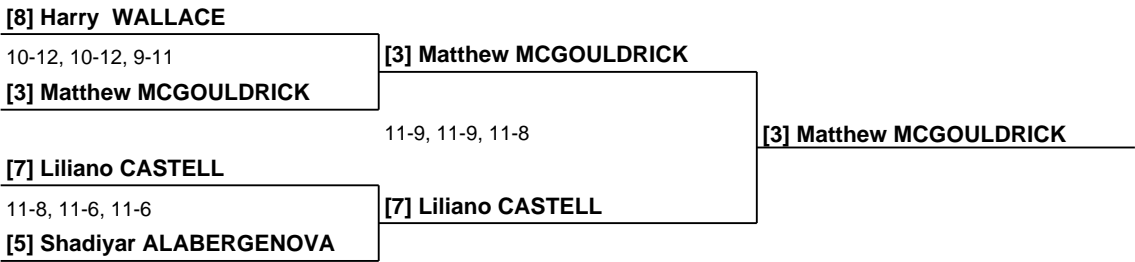 [8] Harry  WALLACE
10-12, 10-12, 9-11
[3] Matthew MCGOULDRICK
[3] Matthew MCGOULDRICK
11-9, 11-9, 11-8
[3] Matthew MCGOULDRICK
[7] Liliano CASTELL
11-8, 11-6, 11-6
[7] Liliano CASTELL
[5] Shadiyar ALABERGENOVA